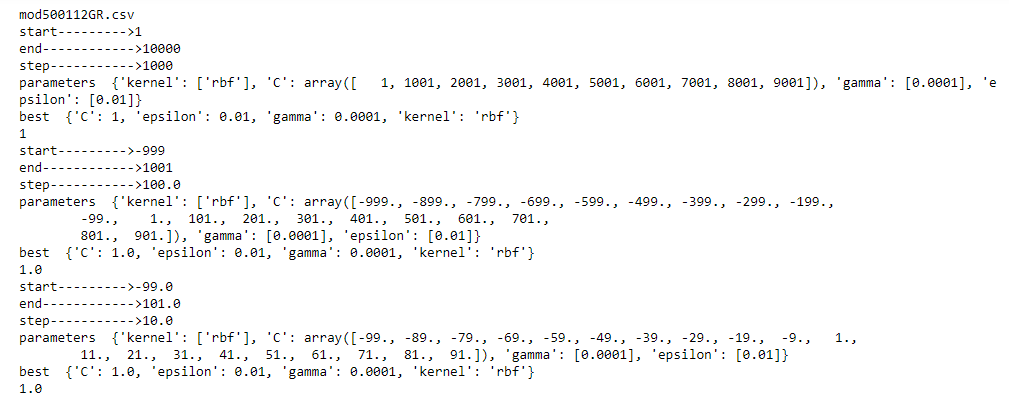 mod500112GR.csv
start--------->1
end------------>10000
step----------->1000
parameters  {'kernel': ['rbf'], 'C': array([   1, 1001, 2001, 3001, 4001, 5001, 6001, 7001, 8001, 9001]), 'gamma': [0.0001], 'e
psilon': [0.01]}
best  {'C': 1, 'epsilon': 0.01, 'gamma': 0.0001, 'kernel': 'rbf'}
1
start--------->-999
end------------>1001
step----------->100.0
parameters  {'kernel': ['rbf'], 'C': array([-999., -899., -799., -699., -599., -499., -399., -299., -199.,
        -99.,    1.,  101.,  201.,  301.,  401.,  501.,  601.,  701.,
        801.,  901.]), 'gamma': [0.0001], 'epsilon': [0.01]}
best  {'C': 1.0, 'epsilon': 0.01, 'gamma': 0.0001, 'kernel': 'rbf'}
1.0
start--------->-99.0
end------------>101.0
step----------->10.0
parameters  {'kernel': ['rbf'], 'C': array([-99., -89., -79., -69., -59., -49., -39., -29., -19.,  -9.,   1.,
        11.,  21.,  31.,  41.,  51.,  61.,  71.,  81.,  91.]), 'gamma': [0.0001], 'epsilon': [0.01]}
best  {'C': 1.0, 'epsilon': 0.01, 'gamma': 0.0001, 'kernel': 'rbf'}
1.0